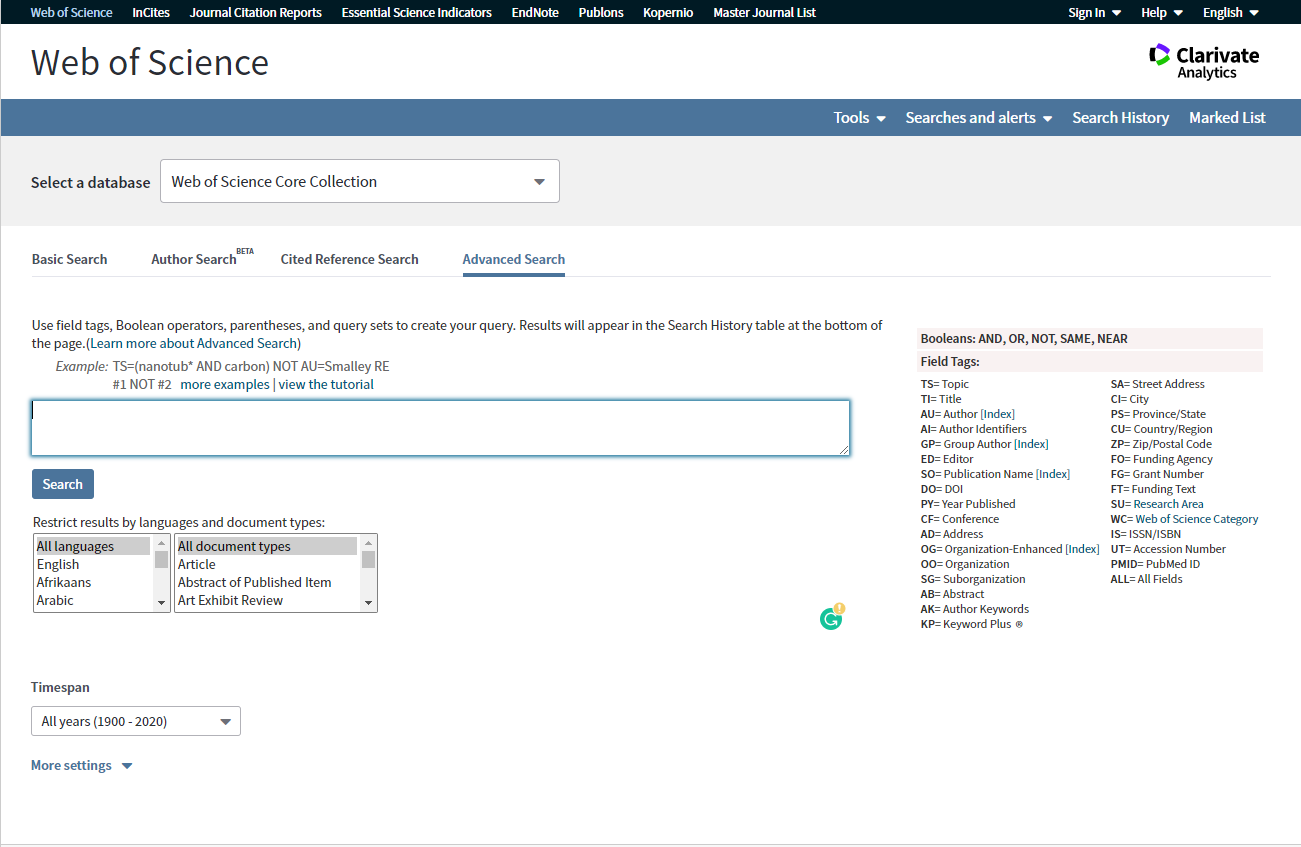 Web of Science InCites Journal Citation Reports Essential Science Indicators EndNote Publons Kopernio Master Journal List Sign In Help English
Web of Science
Clarivate
Analytics
Tools Searches and alerts Search History Marked List
Select a database Web of Science Core Collection
Basic Search Author Search BETA Cited Reference Search Advanced Search
Use field tags, Boolean operators, parentheses, and query sets to create your query. Results will appear in the Search History table at the bottom of
the page.(Learn more about Advanced Search)
Example: TS=(nanotub* AND carbon) NOT AU=Smalley RE
#1 NOT #2 more examples | view the tutorial
Search
Restrict results by languages and document types:
All languages
English
Afrikaans
Arabic
All document types
Article
Abstract of Published Item
Art Exhibit Review
Timespan
All years (1900 - 2020)
More settings
Booleans: AND, OR, NOT, SAME, NEAR
Field Tags:
TS= Topic
TI= Title
AU= Author [Index]
AI= Author Identifiers
GP= Group Author [Index]
ED= Editor
SO= Publication Name [Index]
DO= DOI
PY= Year Published
CF= Conference
AD= Address
OG= Organization-Enhanced [Index]
OO= Organization
SG= Suborganization
AB= Abstract
AK= Author Keywords
KP= Keyword Plus ®
SA= Street Address
CI= City
PS= Province/State
CU= Country/Region
ZP= Zip/Postal Code
FO= Funding Agency
FG= Grant Number
FT= Funding Text
SU= Research Area
WC= Web of Science Category
IS= ISSN/ISBN
UT= Accession Number
PMID= PubMed ID
ALL= All Fields